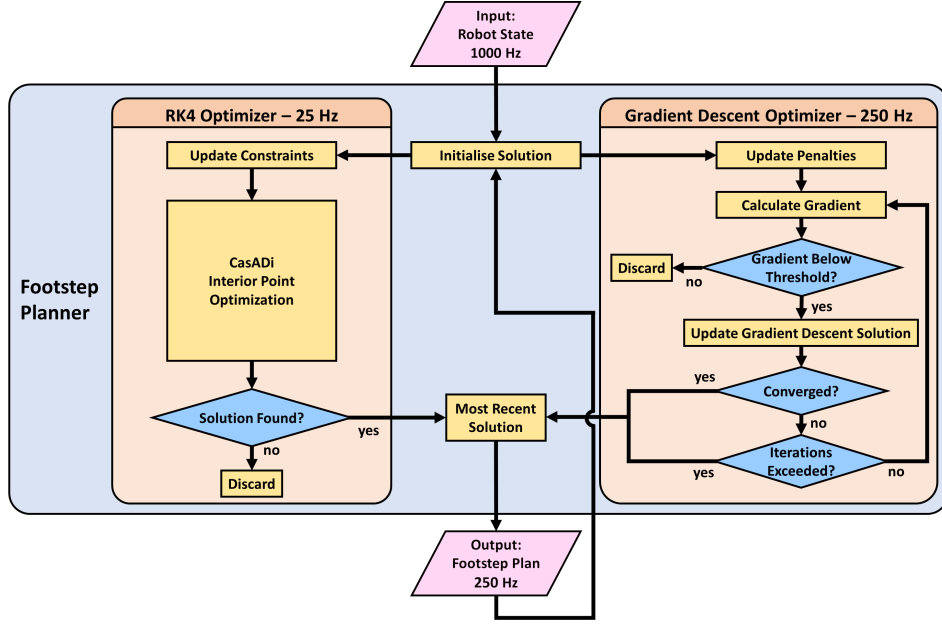 Input:
Robot State
1000 Hz
RK4 Optimizer – 25 Hz
Gradient Descent Optimizer – 250 Hz
Update Constraints
Initialise Solution
Update Penalties
Calculate Gradient
CasADi
Interior Point
Optimization
Gradient Below
Threshold?
Discard
no
yes
Footstep
Planner
Update Gradient Descent Solution
yes
Converged?
no
Solution Found?
yes
no
Most Recent
Solution
Iterations
Exceeded?
yes
no
Discard
Output:
Footstep Plan
250 Hz